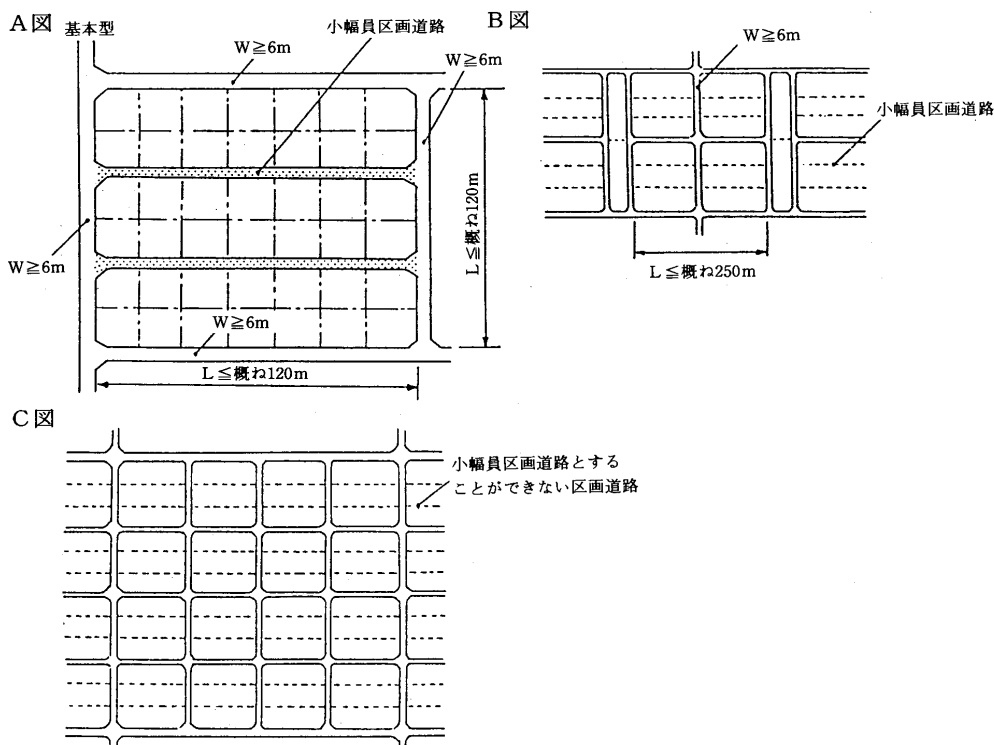 A図 基本型
小幅員区画道路
W≧6m
W≧6m
W≧6m
W≧6m
L≦概ね120m
L≦概ね120m
B図
W≧6m
小幅員区画道路
L≦概ね250m
C図
小幅員区画道路とする
ことができない区画道路